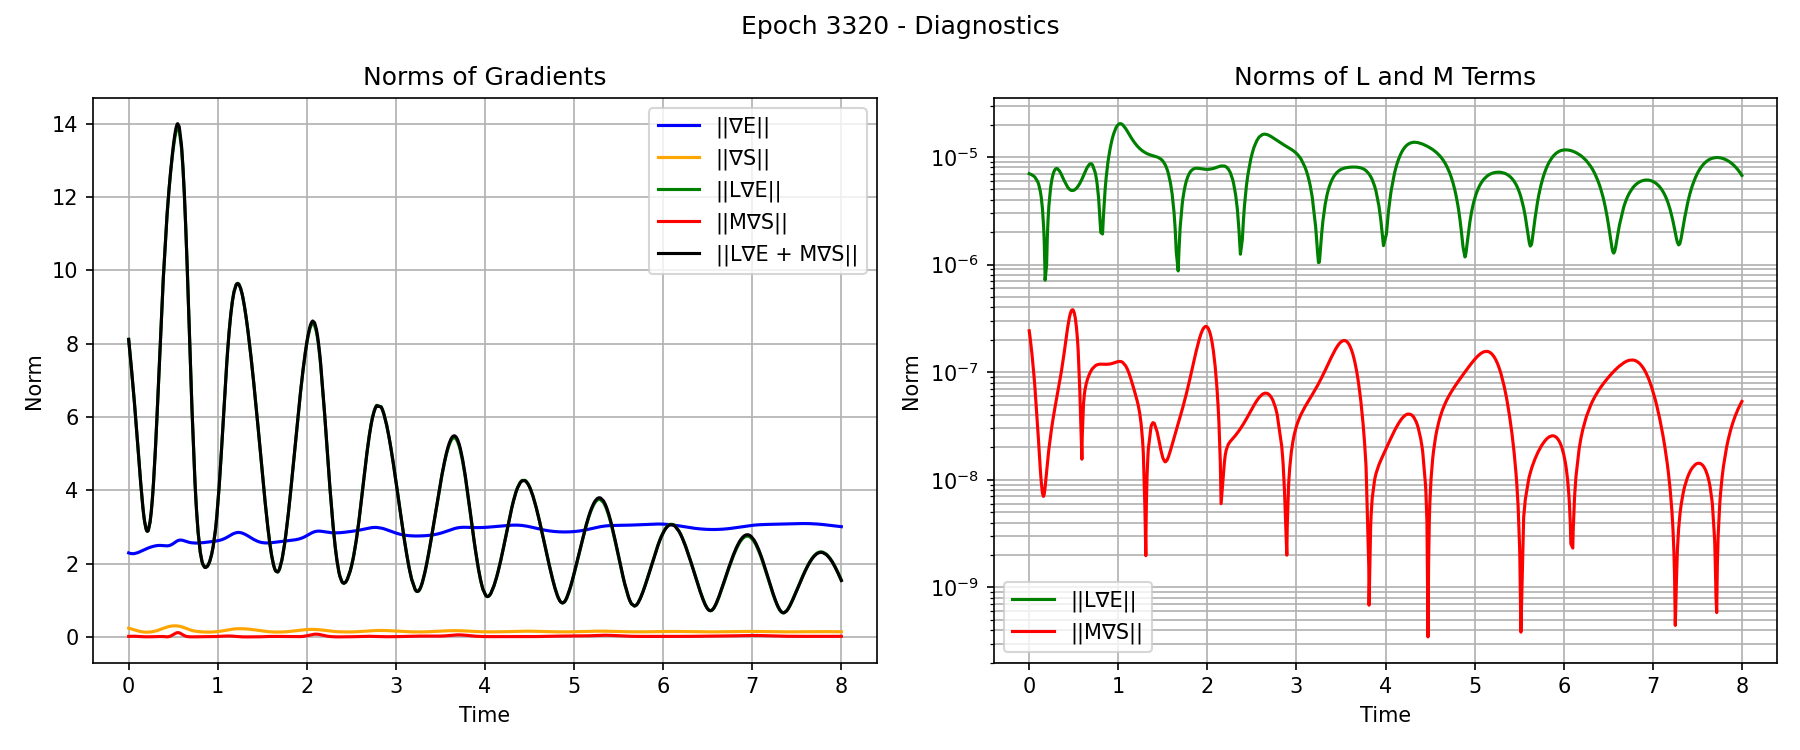 Epoch 3320 - Diagnostics
Norms of Gradients
Norm
14
12
10
8
6
4
2
0
||∇E||
||∇S||
||L∇E||
||M∇S||
||L∇E + M∇S||
0 1 2 3 4 5 6 7 8
Time
Norms of L and M Terms
Norm
10⁻⁵
10⁻⁶
10⁻⁷
10⁻⁸
10⁻⁹
||L∇E||
||M∇S||
0 1 2 3 4 5 6 7 8
Time